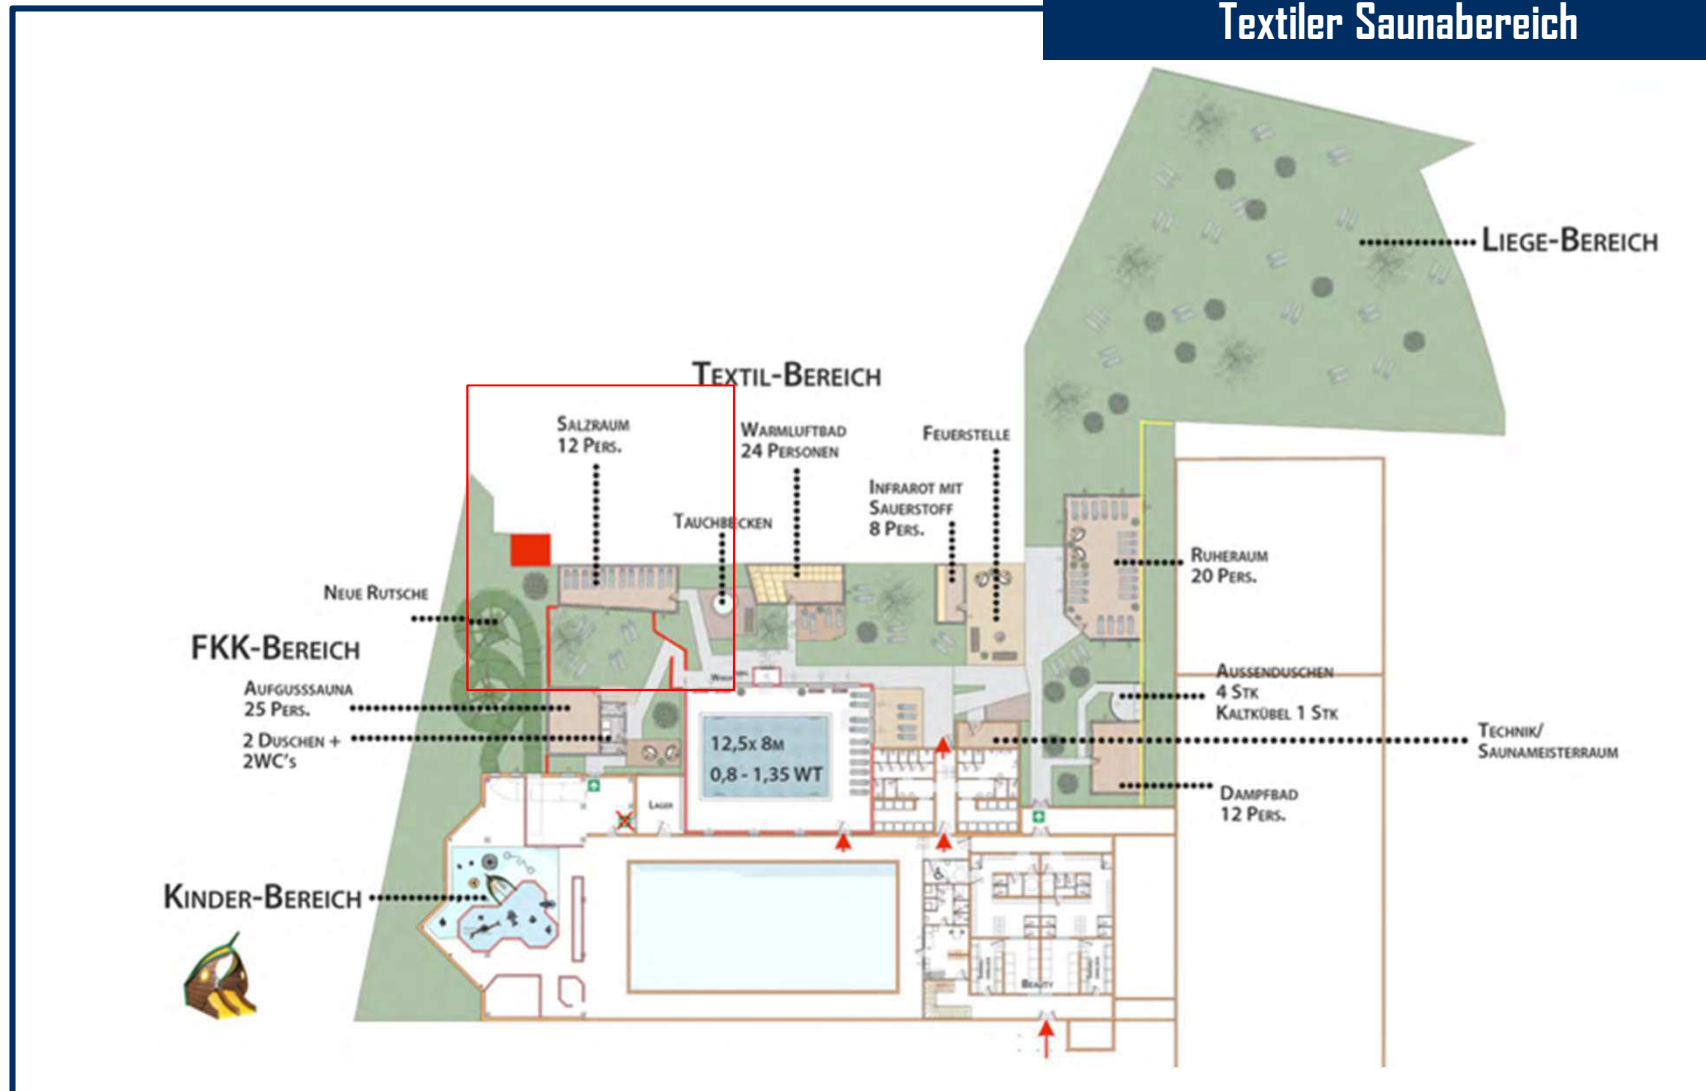 Textiler Saunabereich
Liege-Bereich
Textil-Bereich
Salzraum
12 Pers.
Warmluftbad
24 Personen
Feuerstelle
Infrarot mit
Sauerstoff
8 Pers.
Tauchbecken
Ruheraum
20 Pers.
Neue Rutsche
FKK-Bereich
Aufgusssauna
25 Pers.
2 Duschen +
2WC's
Aussenduschen
4 Stk
Kaltkübel 1 Stk
Technik/
Saunameisterraum
12,5x 8m
0,8 - 1,35 WT
Lager
Dampfbad
12 Pers.
Kinder-Bereich
Beauty